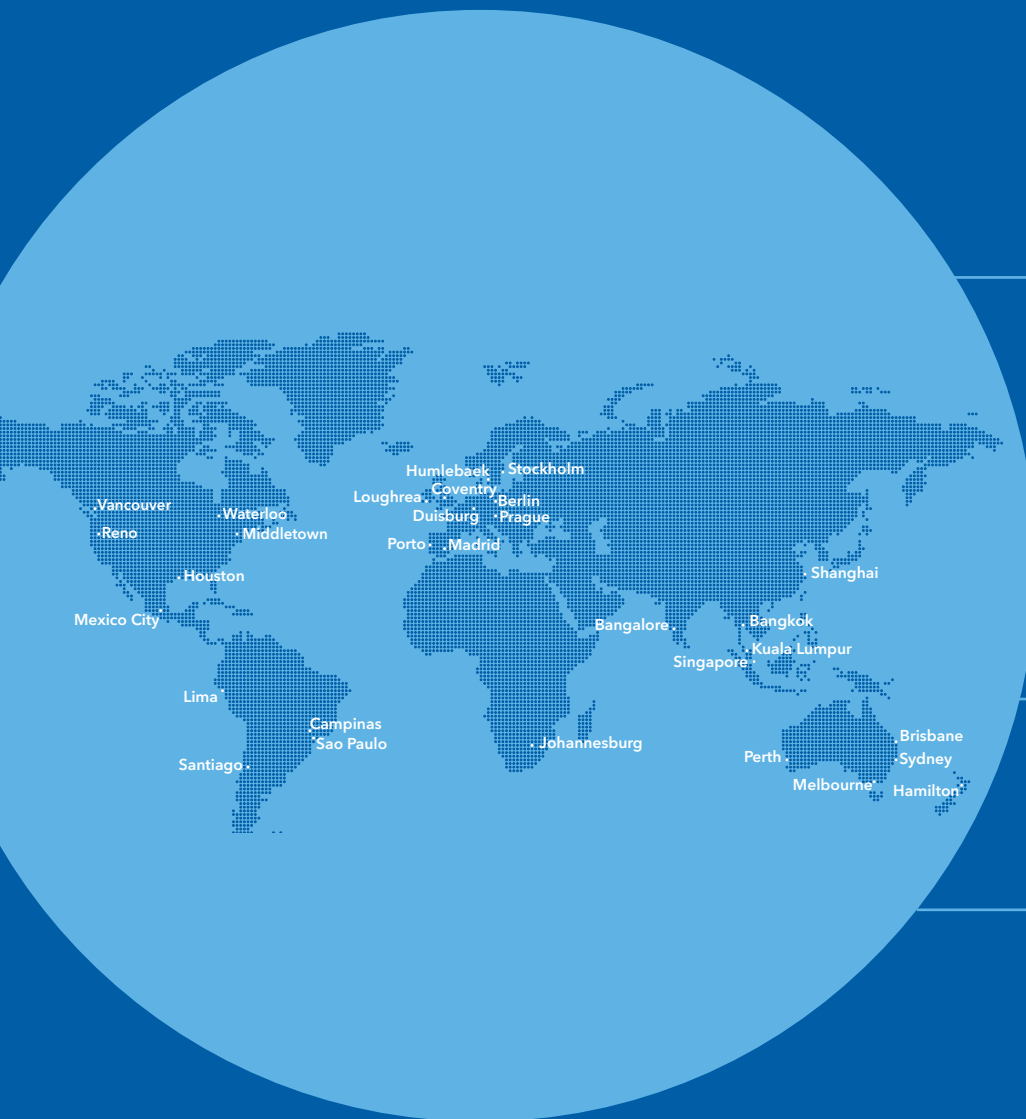 Humlebaek
Stockholm
Coventry
Loughrea
Berlin
Vancouver
Waterloo
Duisburg
Prague
Reno
Middletown
Porto
Madrid
Houston
Shanghai
Mexico City
Bangalore
Bangkok
Kuala Lumpur
Singapore
Lima
Campinas
Sao Paulo
Johannesburg
Brisbane
Santiago
Perth
Sydney
Melbourne
Hamilton